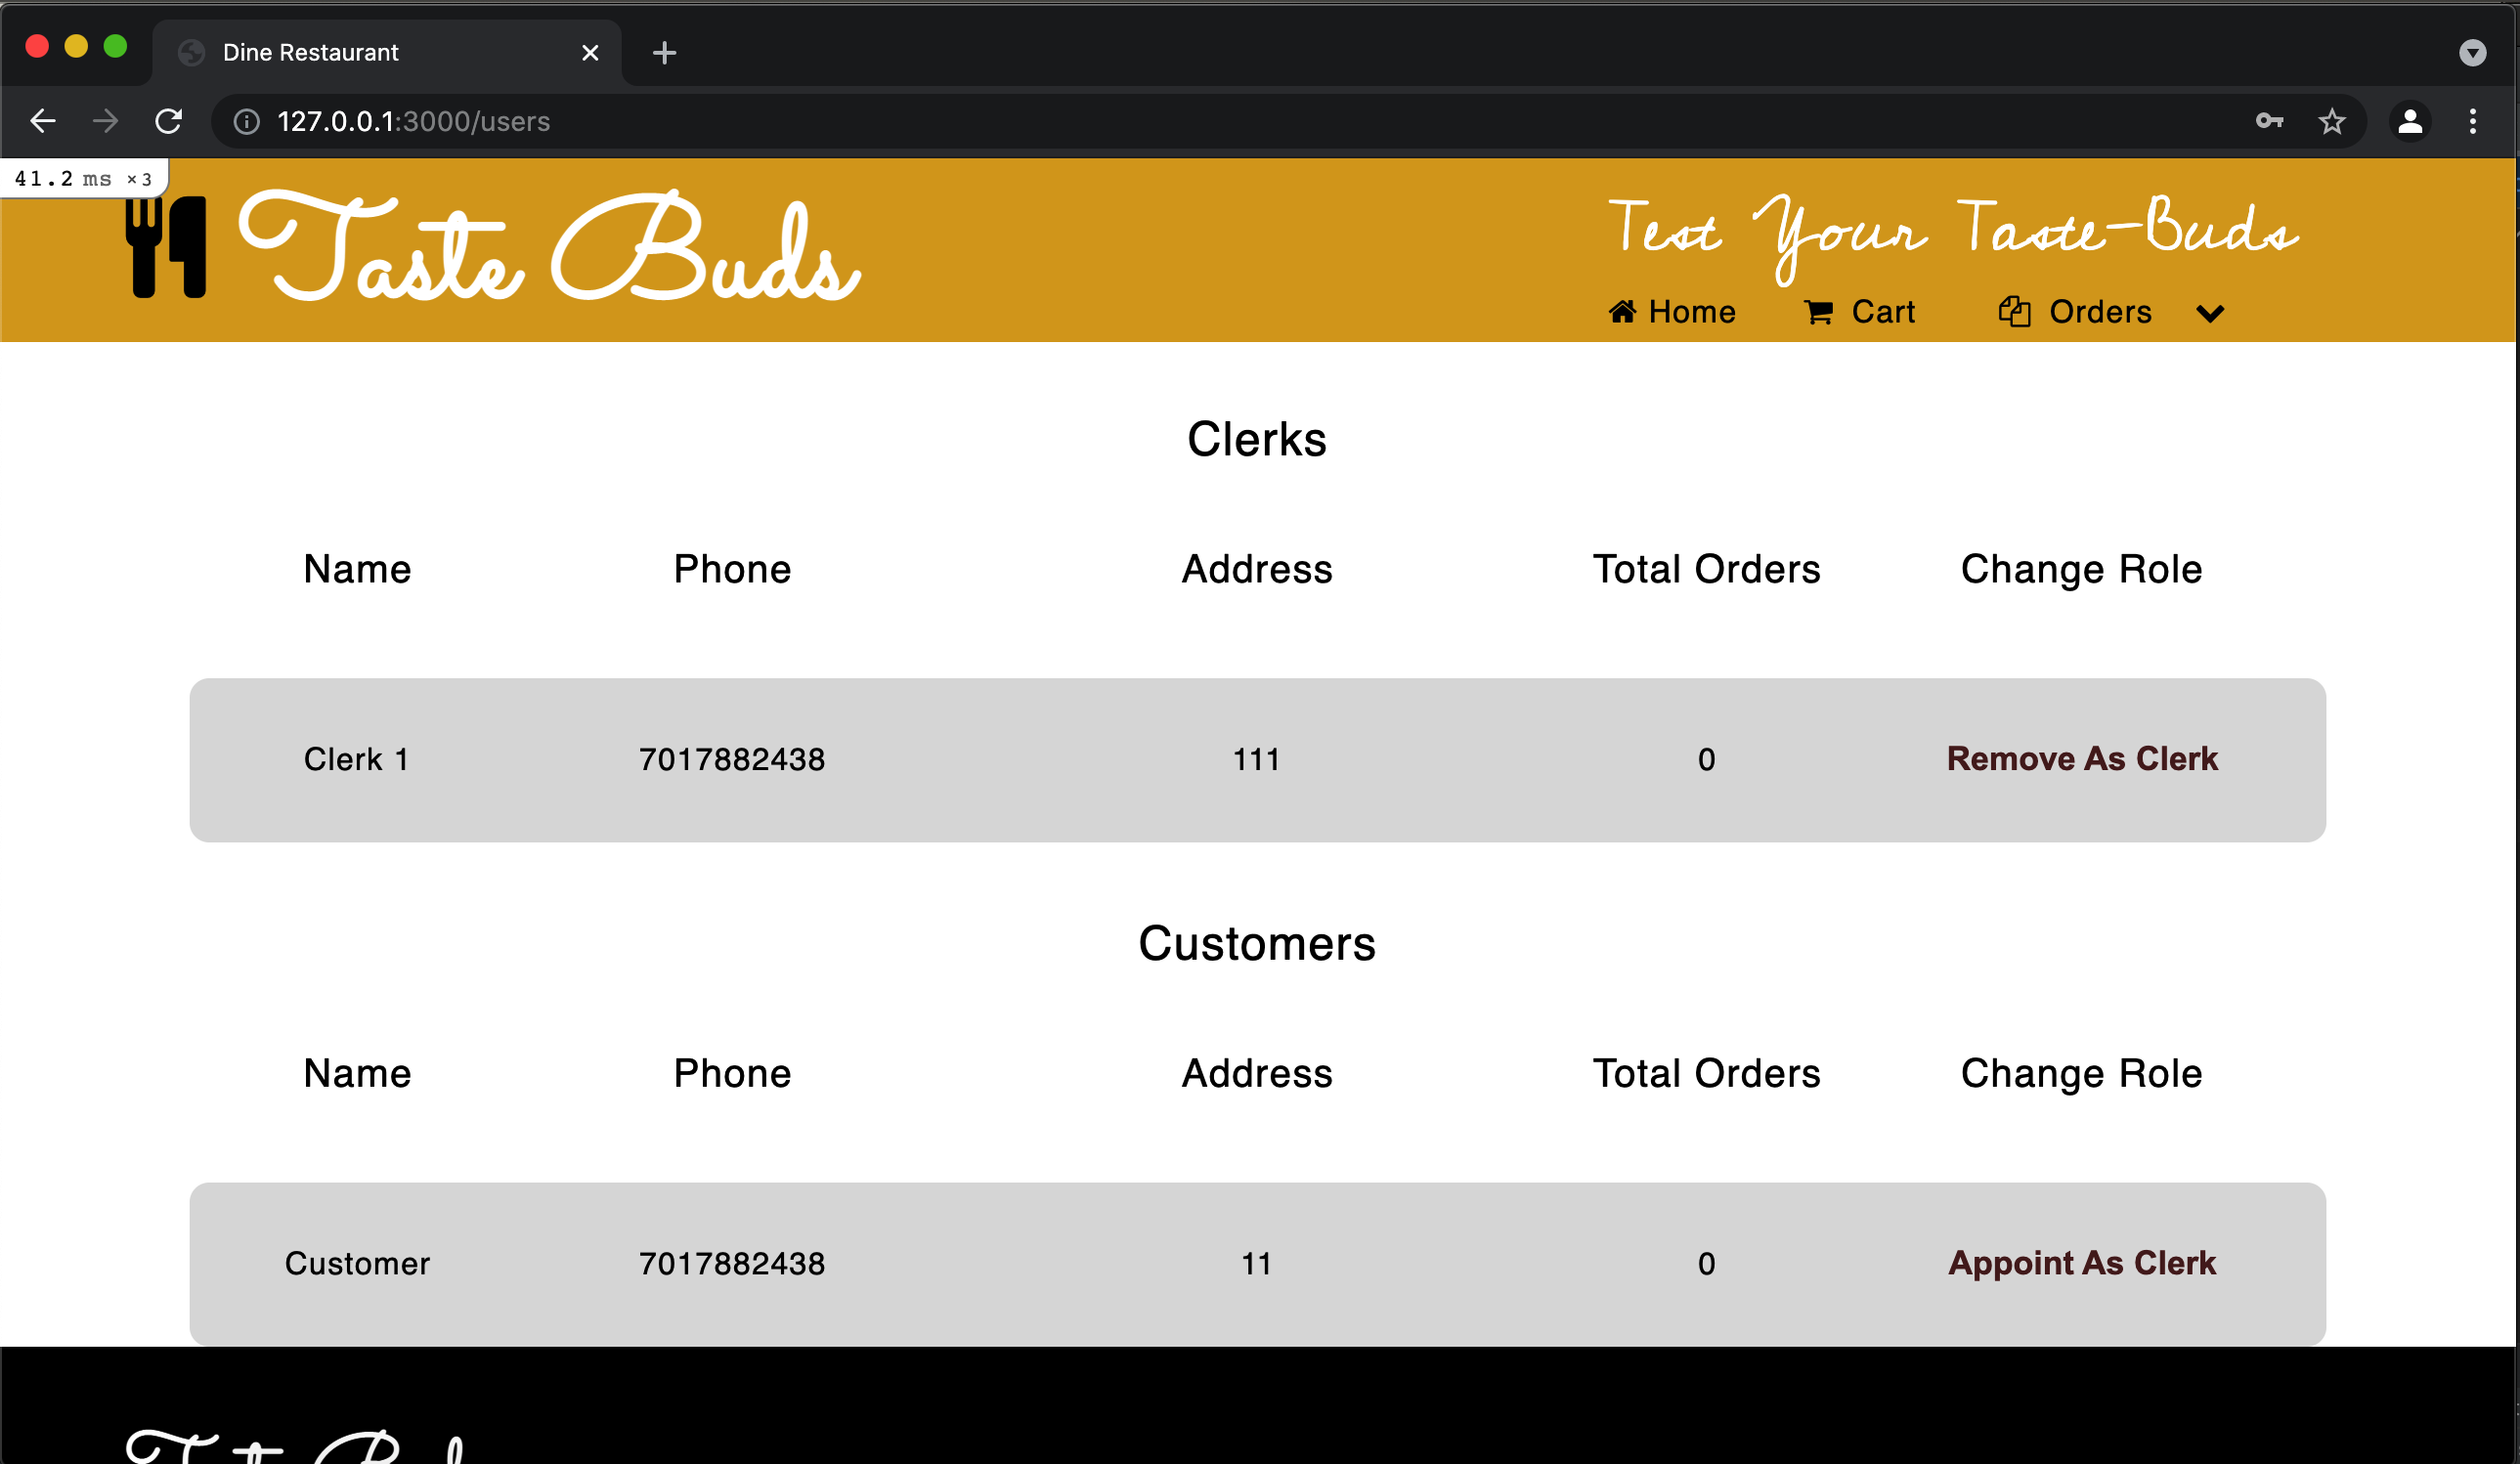 Dine Restaurant
127.0.0.1:3000/users
41.2 ms ×3
Taste Buds
Test Your Taste-Buds
Home Cart Orders
Clerks
Name Phone Address Total Orders Change Role
Clerk 1 7017882438 111 0 Remove As Clerk
Customers
Name Phone Address Total Orders Change Role
Customer 7017882438 11 0 Appoint As Clerk